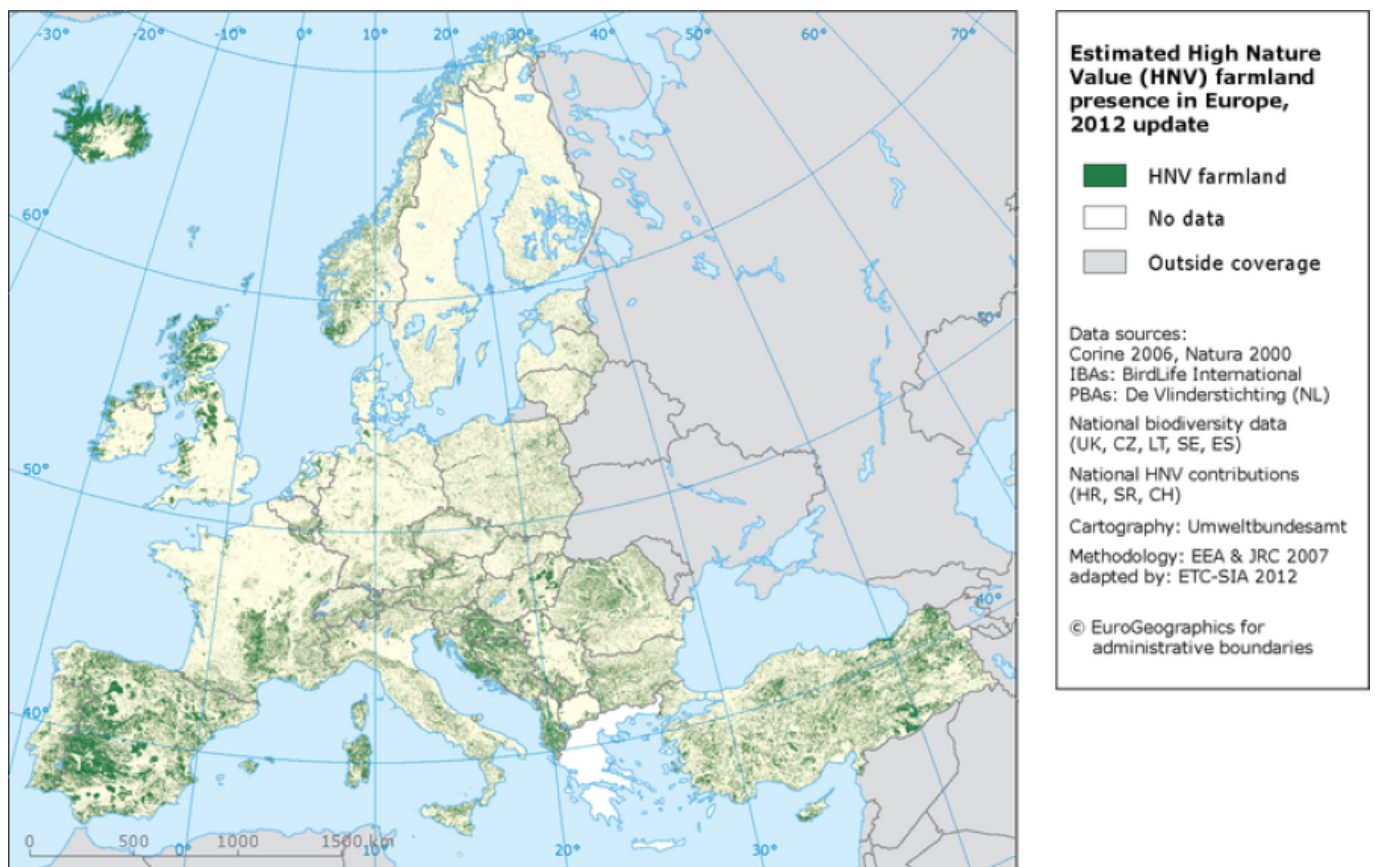 -30°
-20°
-10°
0°
10°
20°
30°
40°
50°
60°
70°
60°
50°
50°
40°
40°
0 500 1000 1500 km
0°
10°
20°
30°
Estimated High Nature
Value (HNV) farmland
presence in Europe,
2012 update
HNV farmland
No data
Outside coverage
Data sources:
Corine 2006, Natura 2000
IBAs: BirdLife International
PBAs: De Vlinderstichting (NL)
National biodiversity data
(UK, CZ, LT, SE, ES)
National HNV contributions
(HR, SR, CH)
Cartography: Umweltbundesamt
Methodology: EEA & JRC 2007
adapted by: ETC-SIA 2012
© EuroGeographics for
administrative boundaries